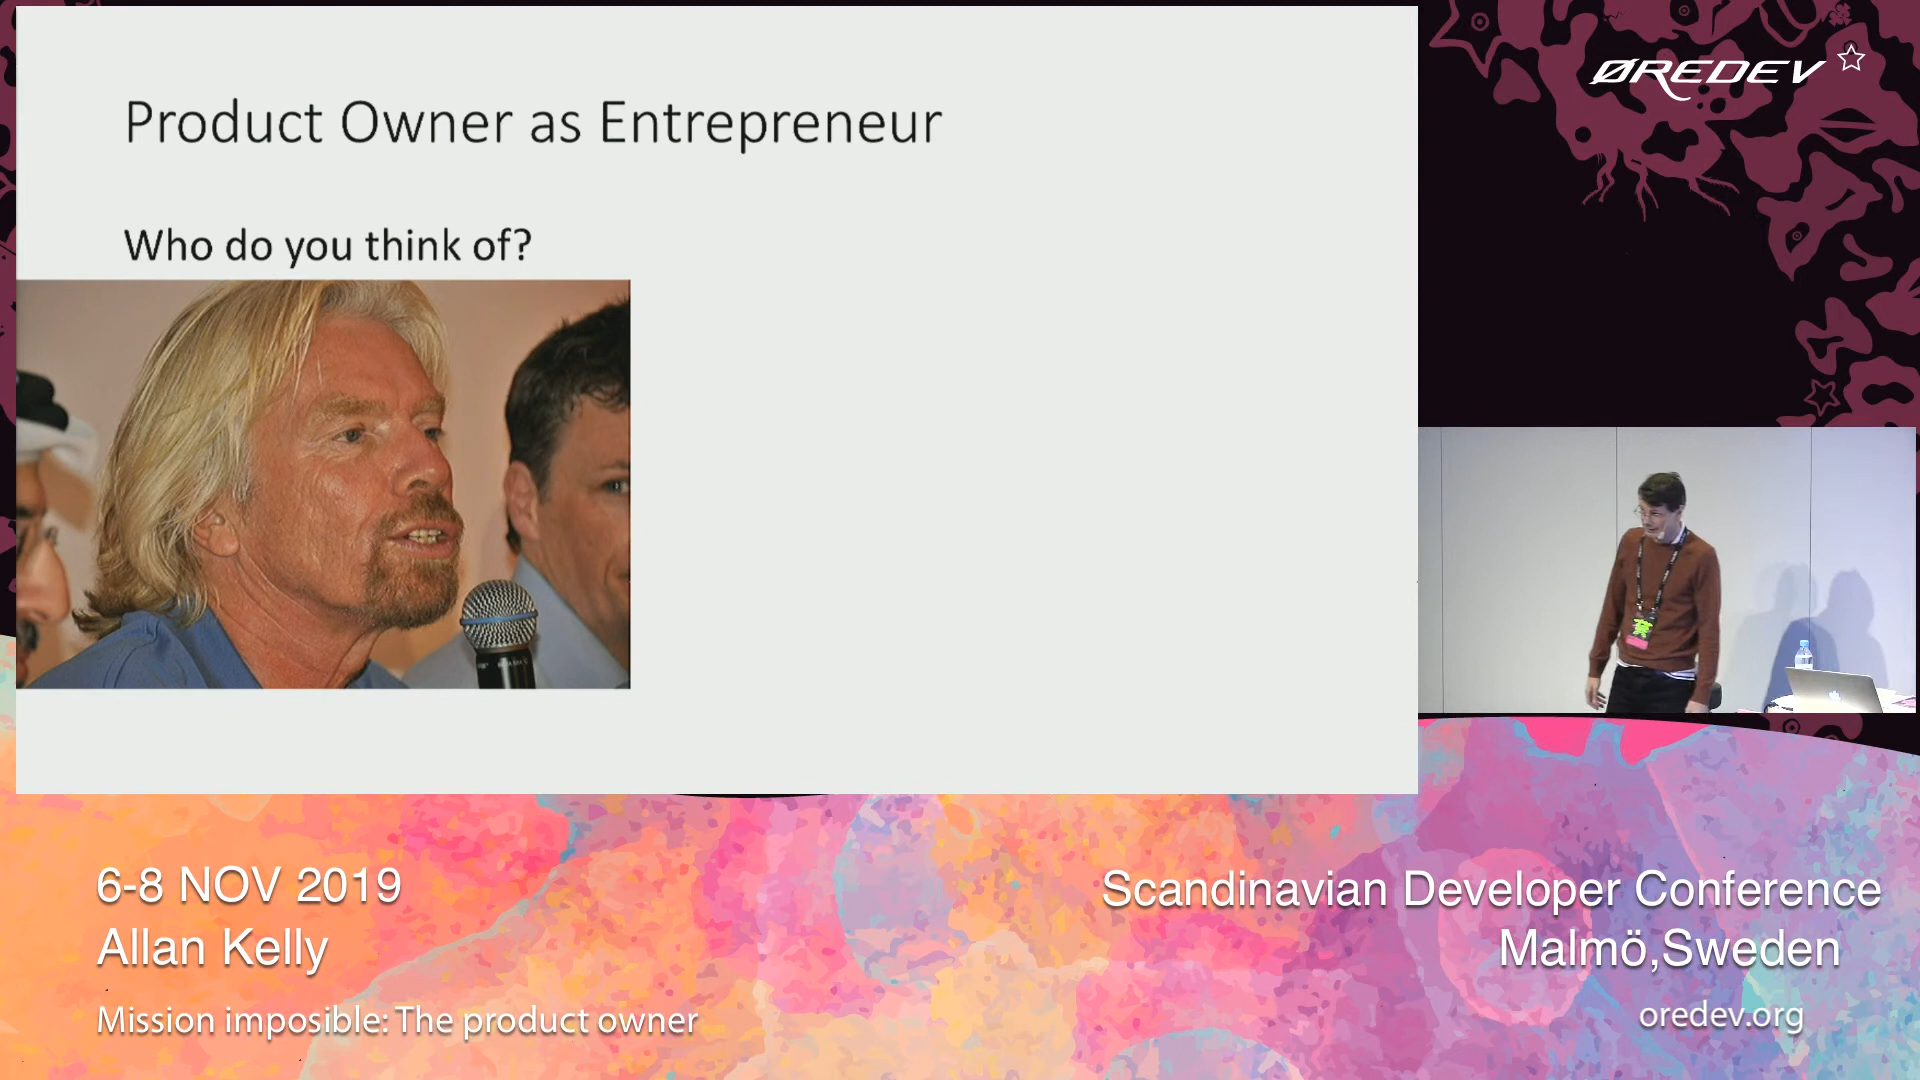 Product Owner as Entrepreneur
Who do you think of?
ØREDEV
6-8 NOV 2019
Allan Kelly
Mission imposible: The product owner
Scandinavian Developer Conference
Malmö,Sweden
oredev.org